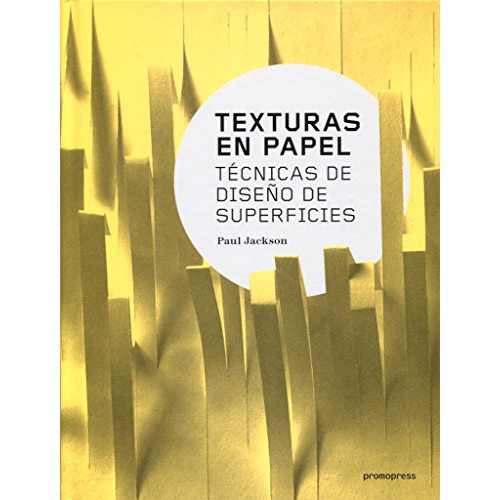 TEXTURAS
EN PAPEL
TÉCNICAS DE
DISEÑO DE
SUPERFICIES
Paul Jackson
promopress